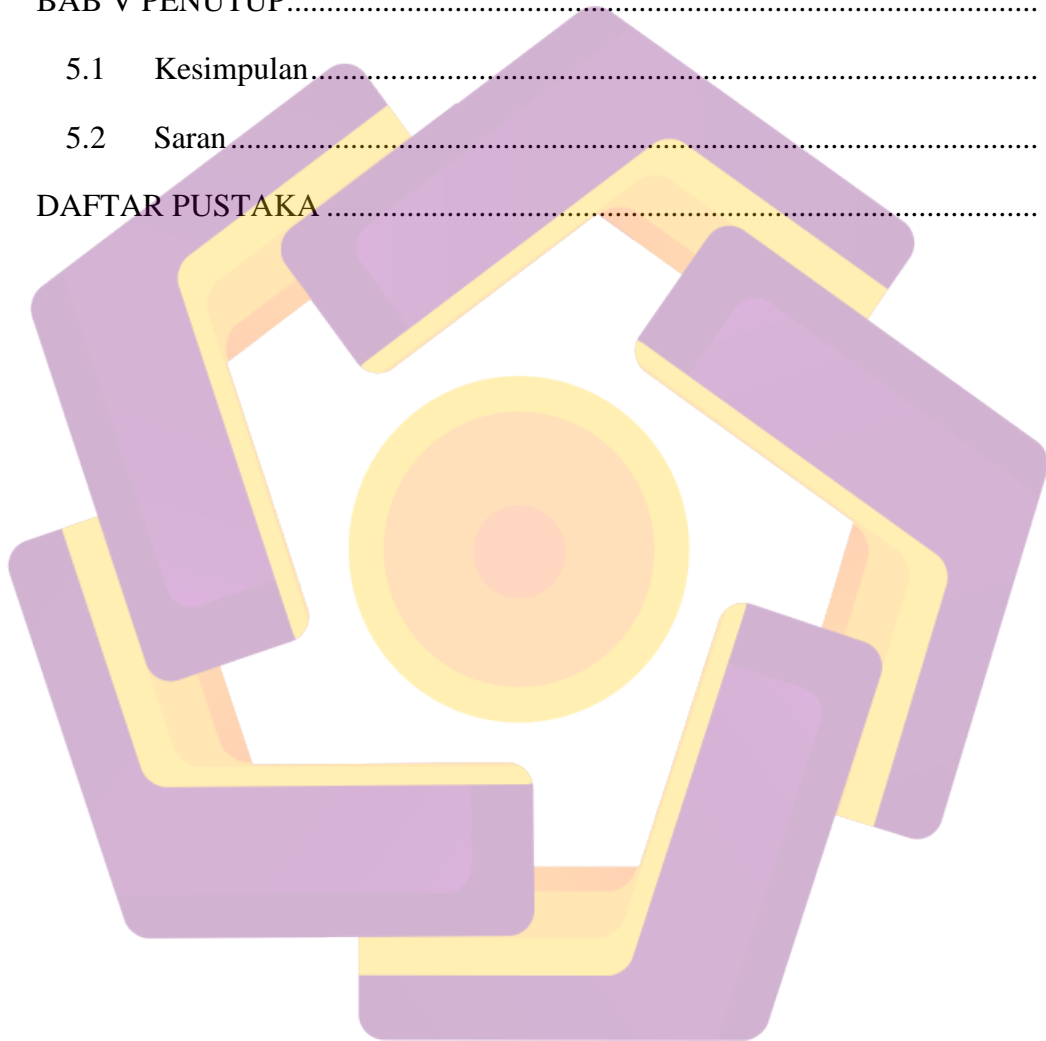 BAB V PENUTUP..........................................................................................
5.1 Kesimpulan..........................................................................................
5.2 Saran..........................................................................................
DAFTAR PUSTAKA ..........................................................................................